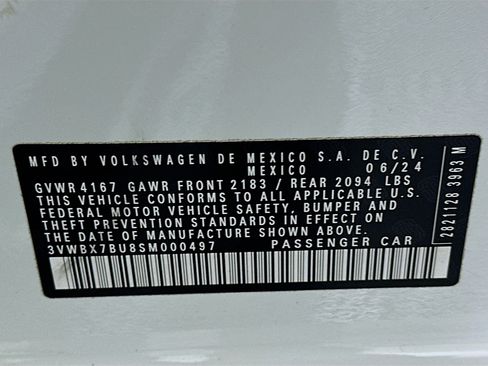 MFD BY VOLKSWAGEN DE MEXICO S.A. DE C.V.
MEXICO 06/24
GVWR 4167 GAWR FRONT 2183 / REAR 2094 LBS
THIS VEHICLE CONFORMS TO ALL APPLICABLE U.S.
FEDERAL MOTOR VEHICLE SAFETY, BUMPER AND
THEFT PREVENTION STANDARDS IN EFFECT ON
THE DATE OF MANUFACTURE SHOWN ABOVE.
3VWBX7BU8SM000497 PASSENGER CAR
28211128 3963 M